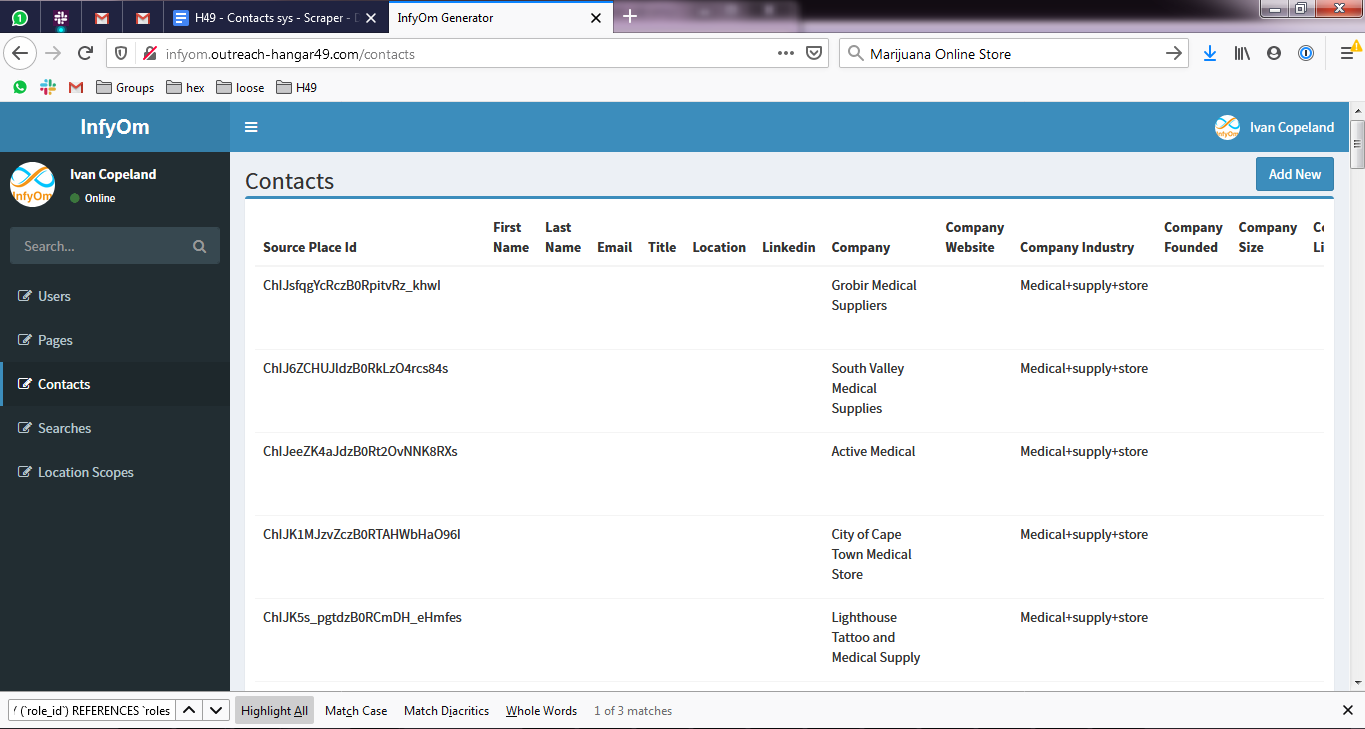 1
H49 - Contacts sys - Scraper -
InfyOm Generator
infyom.outreach-hangar49.com/contacts
Marijuana Online Store
Groups
hex
loose
H49
InfyOm
Ivan Copeland
Ivan Copeland
Online
Search...
Users
Pages
Contacts
Searches
Location Scopes
Contacts
Add New
Source Place Id First Name Last Name Email Title Location Linkedin Company Company Website Company Industry Company Founded Company Size
ChIJsfqgYcRczB0RpitvRz_khwI Grobir Medical Suppliers Medical+supply+store
ChIJ6ZCHUJldzB0RkLzO4rcs84s South Valley Medical Supplies Medical+supply+store
ChIJeeZK4aJdzB0Rt2OvNNK8RXs Active Medical Medical+supply+store
ChIJK1MJzvZczB0RTAHWbHaO96I City of Cape Town Medical Store Medical+supply+store
ChIJK5s_pgtdzB0RCmDH_eHmfes Lighthouse Tattoo and Medical Supply Medical+supply+store
(`role_id`) REFERENCES `roles
Highlight All
Match Case
Match Diacritics
Whole Words
1 of 3 matches